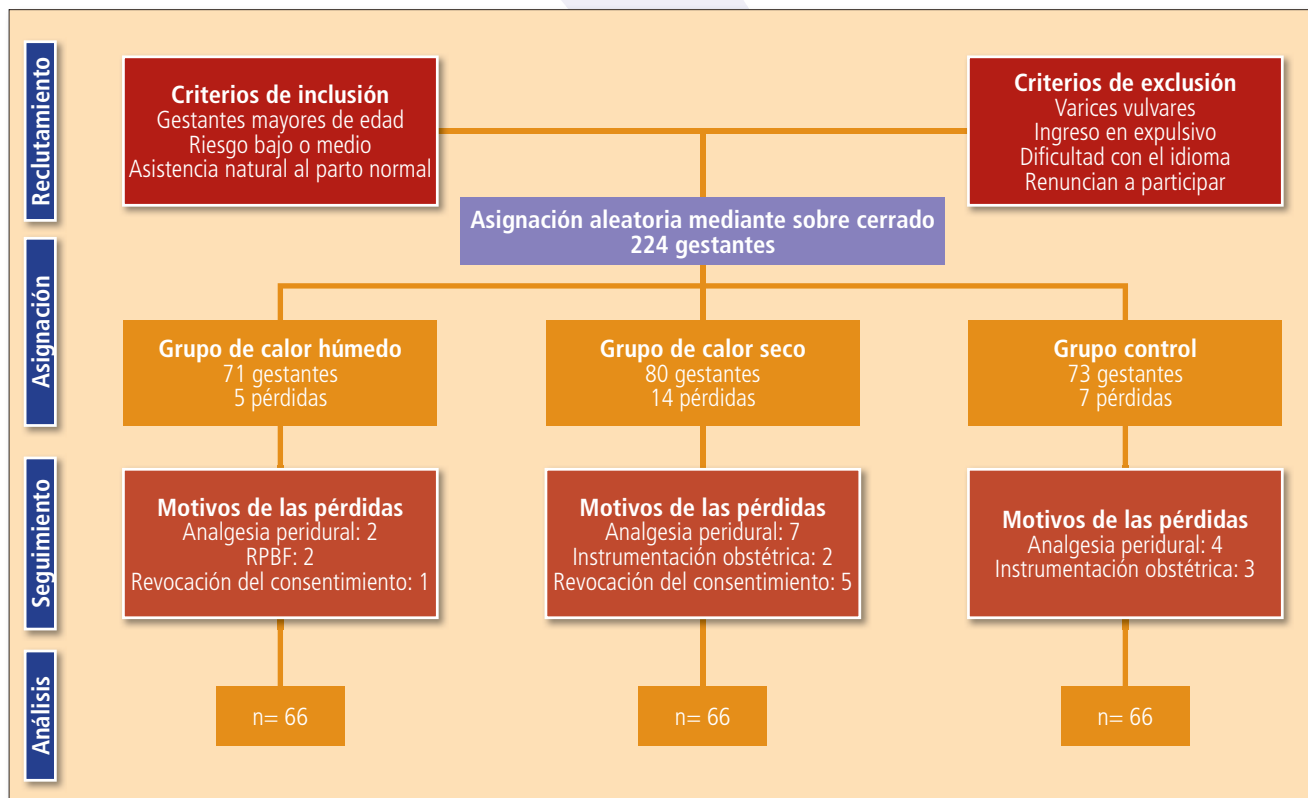 Reclutamiento
Criterios de inclusión
Gestantes mayores de edad
Riesgo bajo o medio
Asistencia natural al parto normal
Criterios de exclusión
Varices vulvares
Ingreso en expulsivo
Dificultad con el idioma
Renuncian a participar
Asignación aleatoria mediante sobre cerrado
224 gestantes
Asignación
Grupo de calor húmedo
71 gestantes
5 pérdidas
Grupo de calor seco
80 gestantes
14 pérdidas
Grupo control
73 gestantes
7 pérdidas
Seguimiento
Motivos de las pérdidas
Analgesia peridural: 2
RPBF: 2
Revocación del consentimiento: 1
Motivos de las pérdidas
Analgesia peridural: 7
Instrumentación obstétrica: 2
Revocación del consentimiento: 5
Motivos de las pérdidas
Analgesia peridural: 4
Instrumentación obstétrica: 3
Análisis
n= 66
n= 66
n= 66